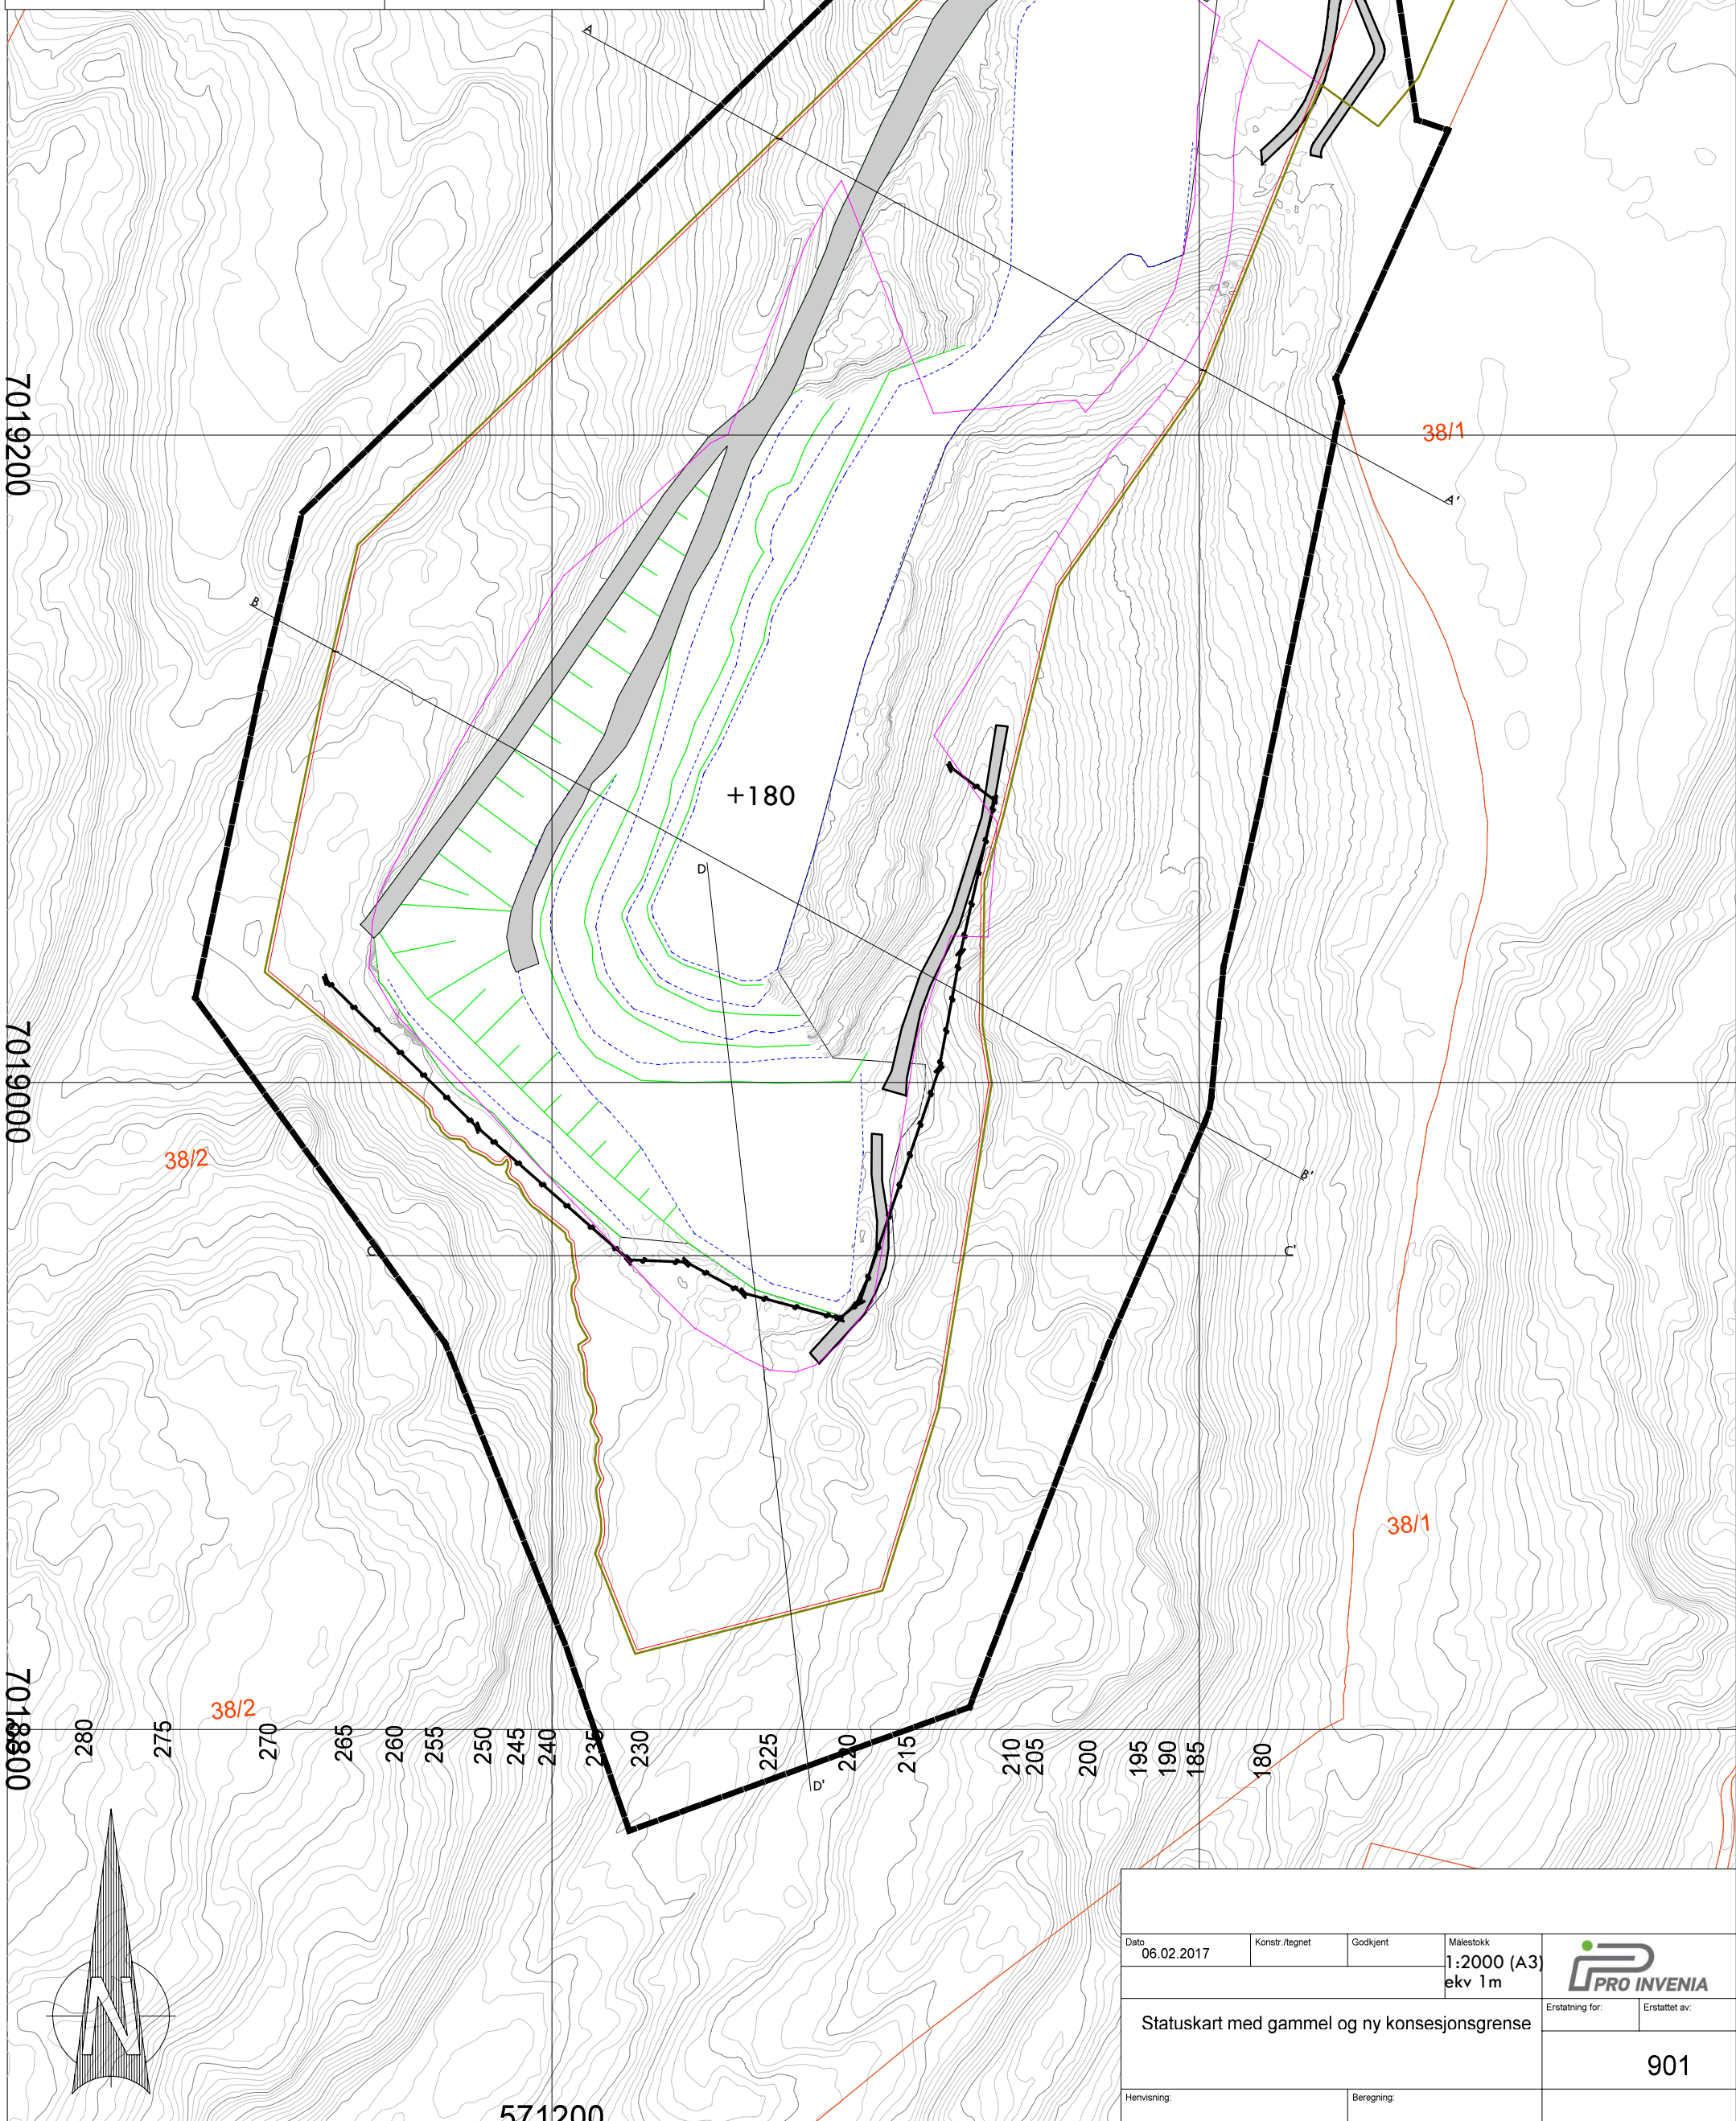 A
7019200
38/1
A'
B
+180
D
7019000
38/2
B'
C
C'
38/1
38/2
7018800
280
275
270
265
260
255
250
245
240
235
230
225
220
215
210
205
200
195
190
185
180
D'
N
571200
Dato
06.02.2017
Konstr./tegnet
Godkjent
Målestokk
1:2000 (A3)
ekv 1m
PRO INVENIA
Statuskart med gammel og ny konsesjonsgrense
Erstatning for:
Erstattet av:
901
Henvisning:
Beregning: